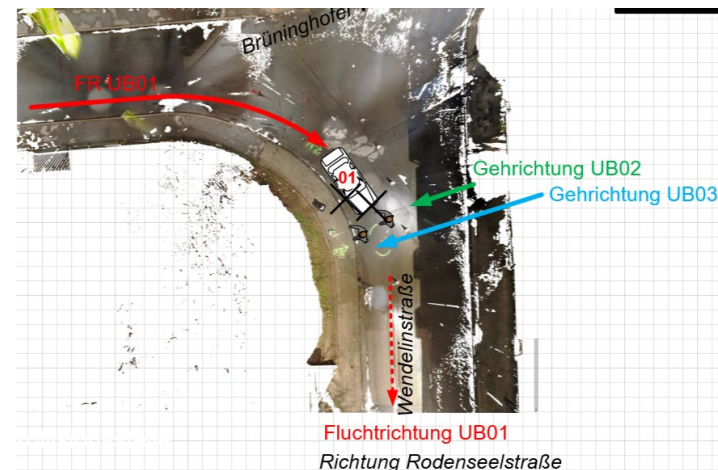 Brüninghofer
FR UB01
01
Gehrichtung UB02
Gehrichtung UB03
Wendelinstraße
Fluchtrichtung UB01
Richtung Rodenseelstraße